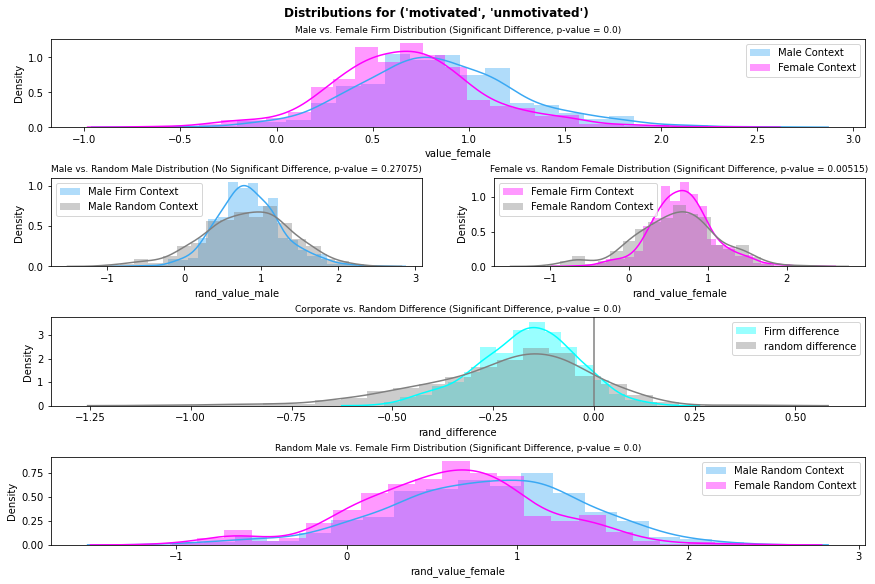 Distributions for ('motivated', 'unmotivated')
Male vs. Female Firm Distribution (Significant Difference, p-value = 0.0)
Density
1.0
0.5
0.0
Male Context
Female Context
−1.0 −0.5 0.0 0.5 1.0 1.5 2.0 2.5 3.0
value_female
Male vs. Random Male Distribution (No Significant Difference, p-value = 0.27075)
Density
1.0
0.5
0.0
Male Firm Context
Male Random Context
−1 0 1 2 3
rand_value_male
Female vs. Random Female Distribution (Significant Difference, p-value = 0.00515)
Density
1.0
0.5
0.0
Female Firm Context
Female Random Context
−1 0 1 2
rand_value_female
Corporate vs. Random Difference (Significant Difference, p-value = 0.0)
Density
3
2
1
0
Firm difference
random difference
−1.25 −1.00 −0.75 −0.50 −0.25 0.00 0.25 0.50
rand_difference
Random Male vs. Female Firm Distribution (Significant Difference, p-value = 0.0)
Density
0.75
0.50
0.25
0.00
Male Random Context
Female Random Context
−1 0 1 2 3
rand_value_female